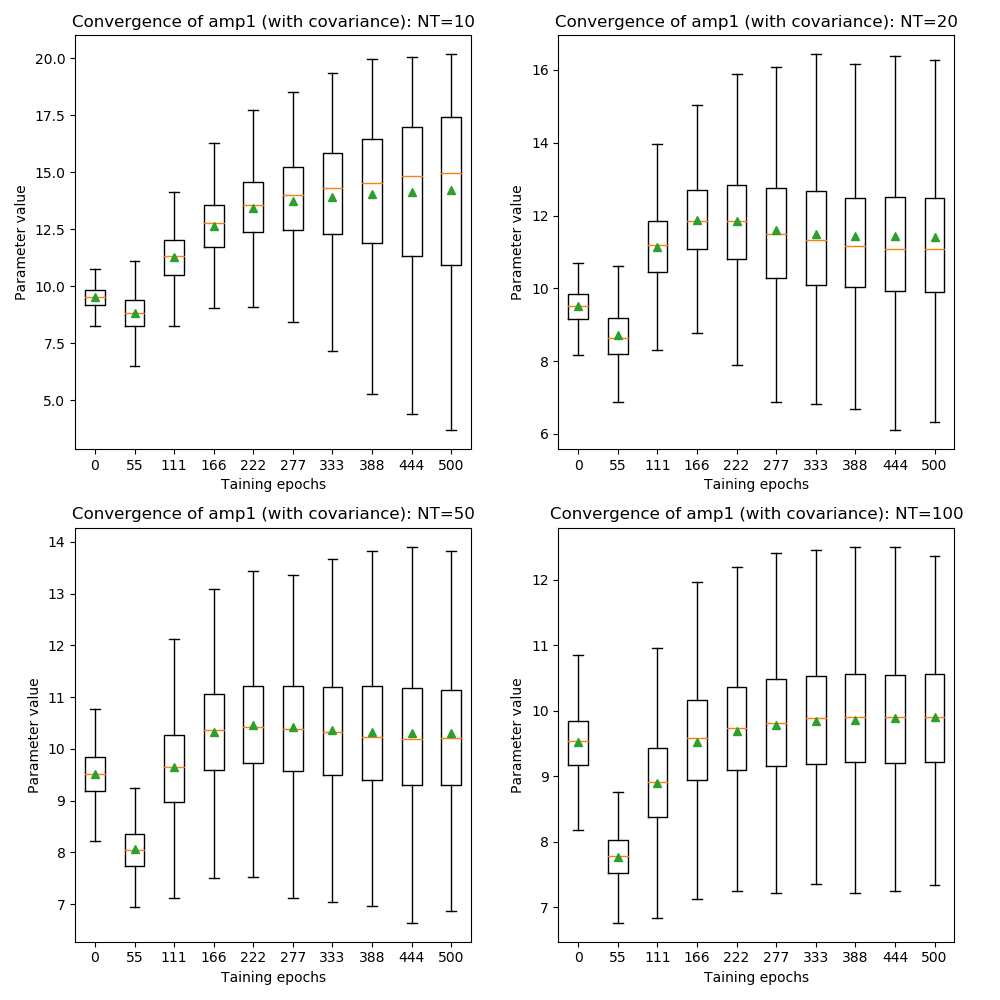 Convergence of amp1 (with covariance): NT=10
20.0
17.5
15.0
12.5
10.0
7.5
5.0
Parameter value
0 55 111 166 222 277 333 388 444 500
Taining epochs
Convergence of amp1 (with covariance): NT=20
16
14
12
10
8
6
Parameter value
0 55 111 166 222 277 333 388 444 500
Taining epochs
Convergence of amp1 (with covariance): NT=50
14
13
12
11
10
9
8
7
Parameter value
0 55 111 166 222 277 333 388 444 500
Taining epochs
Convergence of amp1 (with covariance): NT=100
12
11
10
9
8
7
Parameter value
0 55 111 166 222 277 333 388 444 500
Taining epochs